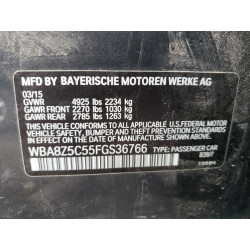 MFD BY BAYERISCHE MOTOREN WERKE AG
03/15
GVWR 4925 lbs 2234 kg
GAWR FRONT 2270 lbs 1030 kg
GAWR REAR 2785 lbs 1263 kg
THIS VEHICLE CONFORMS TO ALL APPLICABLE FEDERAL MOTOR
VEHICLE SAFETY, BUMPER, AND THEFT PREVENTION
STANDARDS IN EFFECT ON THE DATE OF
MANUFACTURE SHOWN ABOVE.
WBA8Z5C55FGS36766 TYPE: PASSENGER CAR